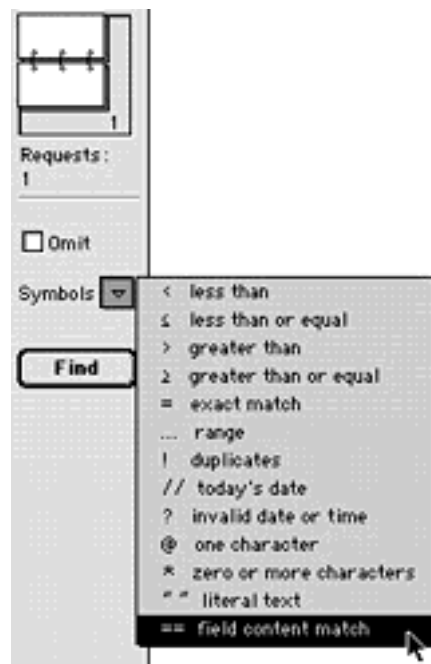 1
Requests:
1
Omit
Symbols
< less than
≤ less than or equal
> greater than
≥ greater than or equal
= exact match
... range
! duplicates
// today's date
? invalid date or time
@ one character
* zero or more characters
" " literal text
== field content match
Find